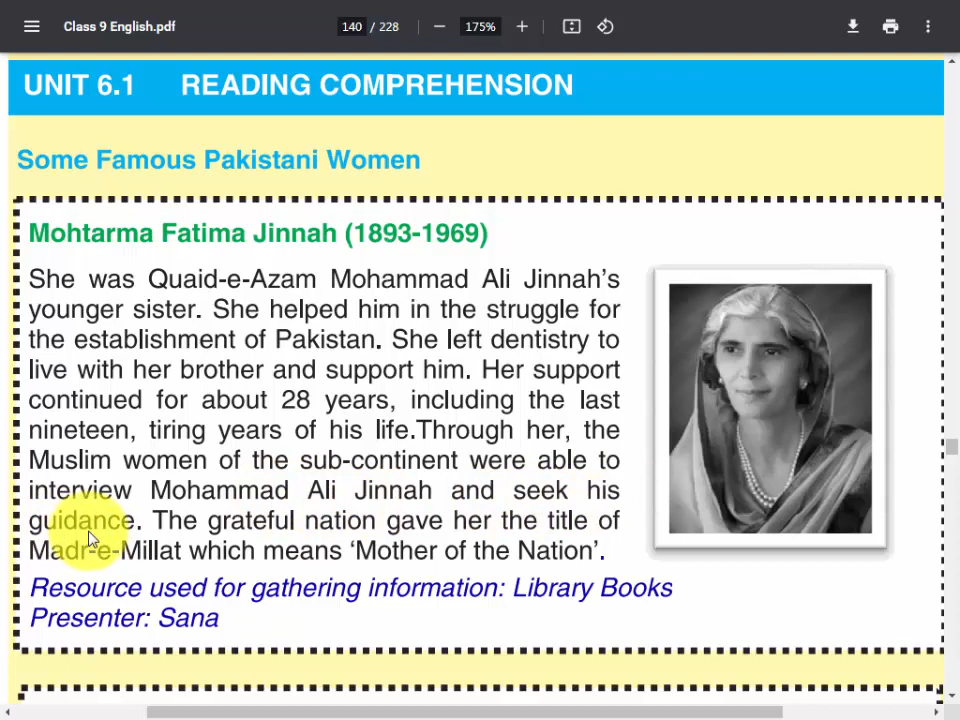 Class 9 English.pdf
140 / 228
175%
UNIT 6.1 READING COMPREHENSION
Some Famous Pakistani Women
Mohtarma Fatima Jinnah (1893-1969)
She was Quaid-e-Azam Mohammad Ali Jinnah's
younger sister. She helped him in the struggle for
the establishment of Pakistan. She left dentistry to
live with her brother and support him. Her support
continued for about 28 years, including the last
nineteen, tiring years of his life.Through her, the
Muslim women of the sub-continent were able to
interview Mohammad Ali Jinnah and seek his
guidance. The grateful nation gave her the title of
Madr-e-Millat which means ‘Mother of the Nation’.
Resource used for gathering information: Library Books
Presenter: Sana